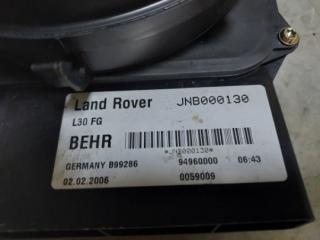 Land Rover JNB000130
L30 FG
BEHR
*JNB000130*
GERMANY B99286 94960000 06:43
02.02.2006 0059009